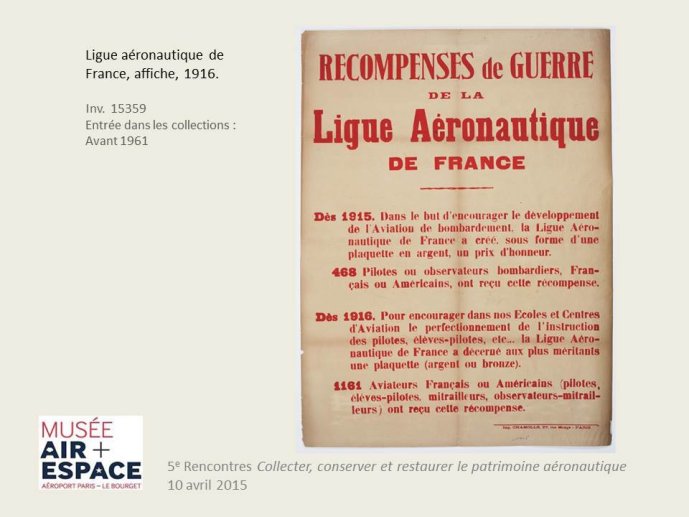 Ligue aéronautique de
France, affiche, 1916.
Inv. 15359
Entrée dans les collections :
Avant 1961
RECOMPENSES de GUERRE
DE LA
Ligue Aéronautique
DE FRANCE
Dès 1915. Dans le but d'encourager le développement
de l'Aviation de bombardement, la Ligue Aéro-
nautique de France a créé, sous forme d'une
plaquette en argent, un prix d'honneur.
468 Pilotes ou observateurs bombardiers, Fran-
çais ou Américains, ont reçu cette récompense.
Dès 1916. Pour encourager dans nos Ecoles et Centres
d'Aviation le perfectionnement de l'instruction
des pilotes, élèves-pilotes, etc... la Ligue Aéro-
nautique de France a décerné aux plus méritants
une plaquette (argent ou bronze).
1161 Aviateurs Français ou Américains (pilotes,
élèves-pilotes, mitrailleurs, observateurs-mitrail-
leurs) ont reçu cette récompense.
MUSÉE
AIR +
ESPACE
AÉROPORT PARIS – LE BOURGET
5e Rencontres Collecter, conserver et restaurer le patrimoine aéronautique
10 avril 2015